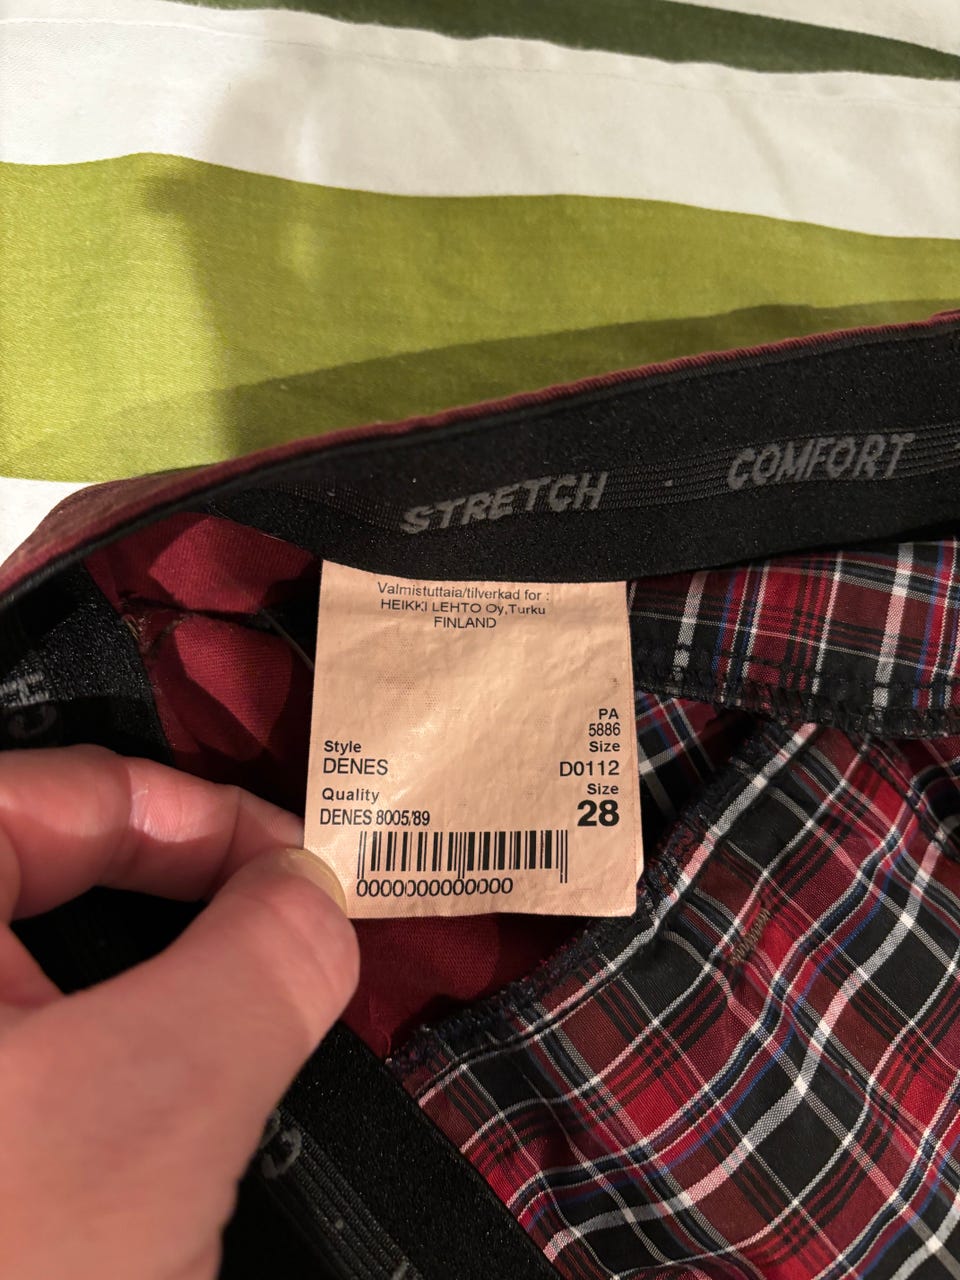 STRETCH COMFORT
Valmistuttaia/tilverkad for :
HEIKKI LEHTO Oy,Turku
FINLAND
PA
5886
Style Size
DENES D0112
Quality Size
DENES 8005/89 28
0000000000000